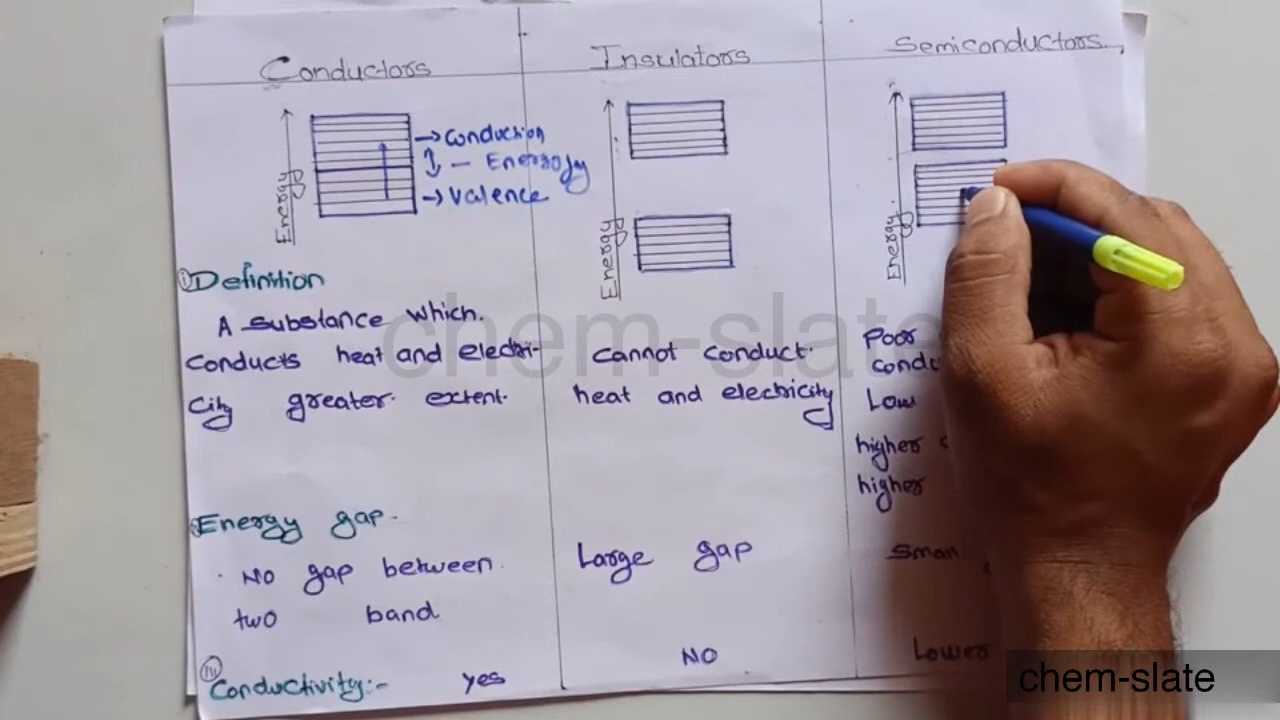 Conductors
Insulators
Semiconductors
Energy
→ Conduction
↕ - Energy
→ Valence
Energy
Energy
(i) Definition
A substance which
conducts heat and electri-
city greater extent.
cannot conduct
heat and electricity
Poor
Low
higher
higher
Energy gap
No gap between
two band
Large gap
Small
(iv)
Conductivity:- yes
NO
Lower
chem-slate
chem-slate